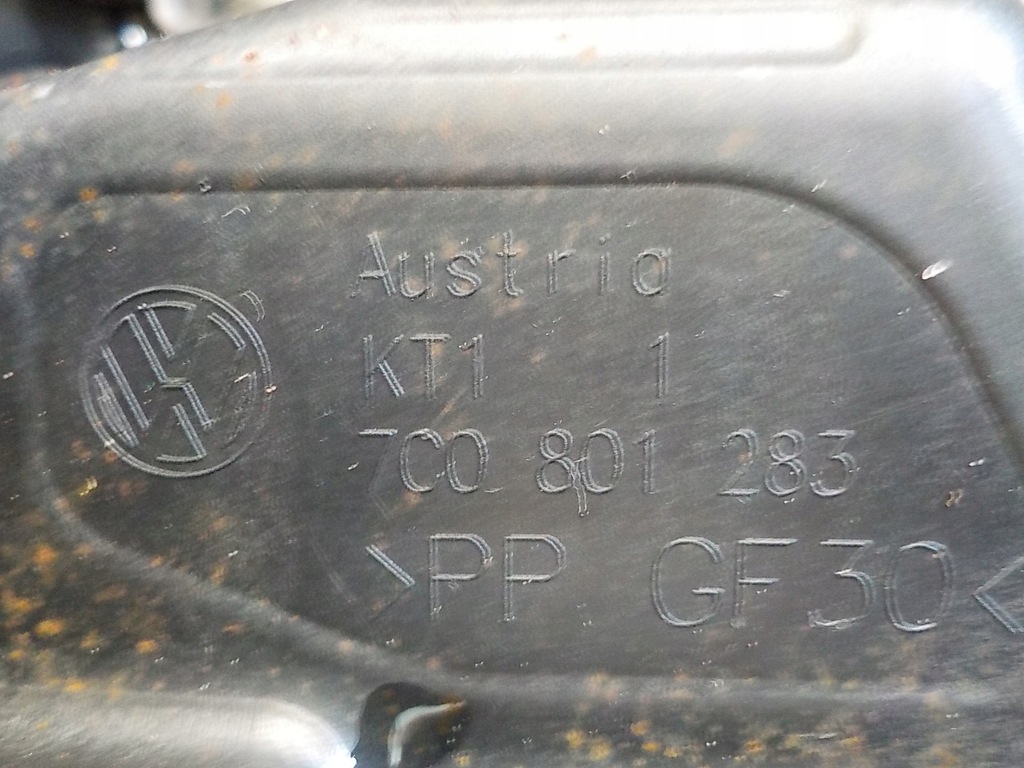 Austria
KT1 1
7C0 801 283
>PP GF30<